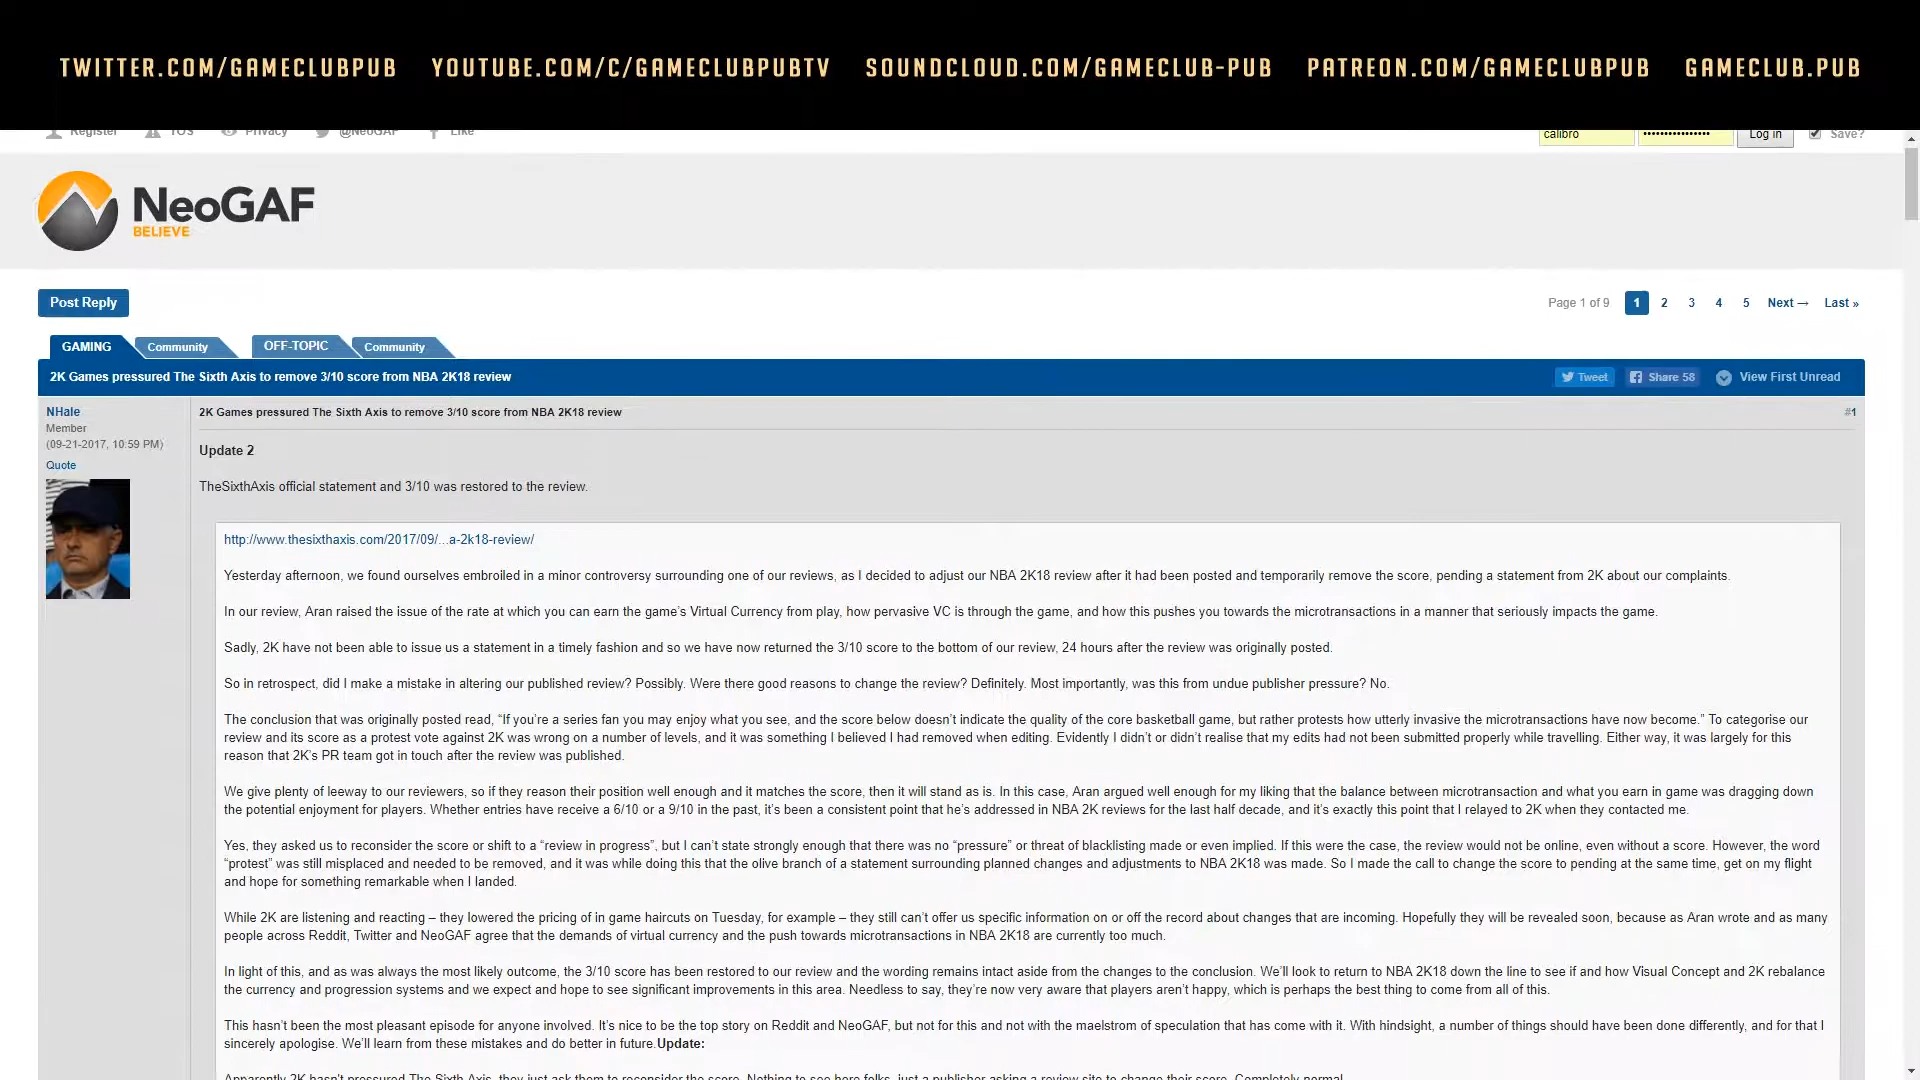 TWITTER.COM/GAMECLUBPUB YOUTUBE.COM/C/GAMECLUBPUBTV SOUNDCLOUD.COM/GAMECLUB-PUB PATREON.COM/GAMECLUBPUB GAMECLUB.PUB
Register TOS Privacy @NeoGAF Like calibro Log in Save?
NeoGAF
BELIEVE
Post Reply Page 1 of 9 1 2 3 4 5 Next → Last »
GAMING Community OFF-TOPIC Community
2K Games pressured The Sixth Axis to remove 3/10 score from NBA 2K18 review Tweet Share 58 View First Unread
NHale
Member
(09-21-2017, 10:59 PM)
Quote
2K Games pressured The Sixth Axis to remove 3/10 score from NBA 2K18 review #1
Update 2
TheSixthAxis official statement and 3/10 was restored to the review.
http://www.thesixthaxis.com/2017/09/...a-2k18-review/
Yesterday afternoon, we found ourselves embroiled in a minor controversy surrounding one of our reviews, as I decided to adjust our NBA 2K18 review after it had been posted and temporarily remove the score, pending a statement from 2K about our complaints.
In our review, Aran raised the issue of the rate at which you can earn the game's Virtual Currency from play, how pervasive VC is through the game, and how this pushes you towards the microtransactions in a manner that seriously impacts the game.
Sadly, 2K have not been able to issue us a statement in a timely fashion and so we have now returned the 3/10 score to the bottom of our review, 24 hours after the review was originally posted.
So in retrospect, did I make a mistake in altering our published review? Possibly. Were there good reasons to change the review? Definitely. Most importantly, was this from undue publisher pressure? No.
The conclusion that was originally posted read, “If you're a series fan you may enjoy what you see, and the score below doesn't indicate the quality of the core basketball game, but rather protests how utterly invasive the microtransactions have now become.” To categorise our
review and its score as a protest vote against 2K was wrong on a number of levels, and it was something I believed I had removed when editing. Evidently I didn't or didn't realise that my edits had not been submitted properly while travelling. Either way, it was largely for this
reason that 2K's PR team got in touch after the review was published.
We give plenty of leeway to our reviewers, so if they reason their position well enough and it matches the score, then it will stand as is. In this case, Aran argued well enough for my liking that the balance between microtransaction and what you earn in game was dragging down
the potential enjoyment for players. Whether entries have receive a 6/10 or a 9/10 in the past, it's been a consistent point that he's addressed in NBA 2K reviews for the last half decade, and it's exactly this point that I relayed to 2K when they contacted me.
Yes, they asked us to reconsider the score or shift to a “review in progress”, but I can't state strongly enough that there was no “pressure” or threat of blacklisting made or even implied. If this were the case, the review would not be online, even without a score. However, the word
“protest” was still misplaced and needed to be removed, and it was while doing this that the olive branch of a statement surrounding planned changes and adjustments to NBA 2K18 was made. So I made the call to change the score to pending at the same time, get on my flight
and hope for something remarkable when I landed.
While 2K are listening and reacting – they lowered the pricing of in game haircuts on Tuesday, for example – they still can't offer us specific information on or off the record about changes that are incoming. Hopefully they will be revealed soon, because as Aran wrote and as many
people across Reddit, Twitter and NeoGAF agree that the demands of virtual currency and the push towards microtransactions in NBA 2K18 are currently too much.
In light of this, and as was always the most likely outcome, the 3/10 score has been restored to our review and the wording remains intact aside from the changes to the conclusion. We'll look to return to NBA 2K18 down the line to see if and how Visual Concept and 2K rebalance
the currency and progression systems and we expect and hope to see significant improvements in this area. Needless to say, they're now very aware that players aren't happy, which is perhaps the best thing to come from all of this.
This hasn't been the most pleasant episode for anyone involved. It's nice to be the top story on Reddit and NeoGAF, but not for this and not with the maelstrom of speculation that has come with it. With hindsight, a number of things should have been done differently, and for that I
sincerely apologise. We'll learn from these mistakes and do better in future.Update:
Apparently 2K hasn't pressured The Sixth Axis, they just ask them to reconsider the score. Nothing to see here folks, just a publisher asking a review site to change their score. Completely normal.